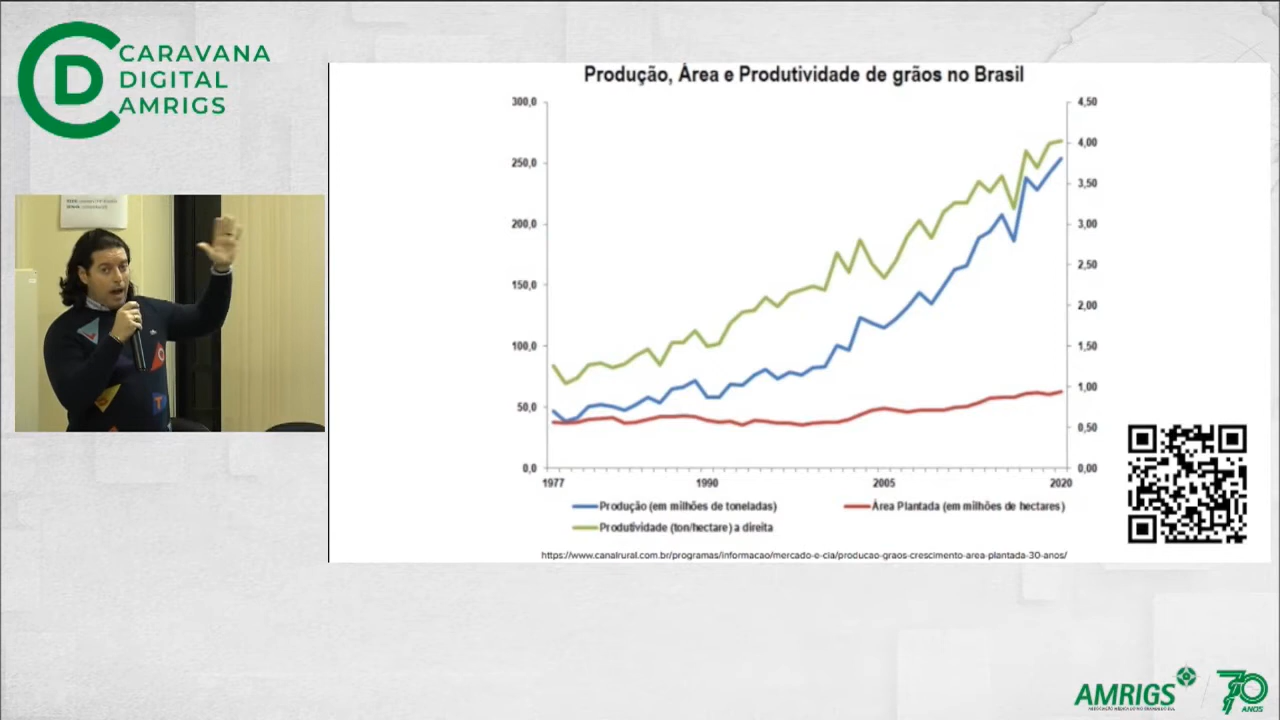 CARAVANA
DIGITAL
AMRIGS
Produção, Área e Produtividade de grãos no Brasil
300,0
250,0
200,0
150,0
100,0
50,0
0,0
4,50
4,00
3,50
3,00
2,50
2,00
1,50
1,00
0,50
0,00
1977 1990 2005 2020
Produção (em milhões de toneladas) Área Plantada (em milhões de hectares)
Produtividade (ton/hectare) a direita
https://www.canalrural.com.br/programas/informacao/mercado-e-cia/producao-graos-crescimento-area-plantada-30-anos/
AMRIGS
70
ANOS